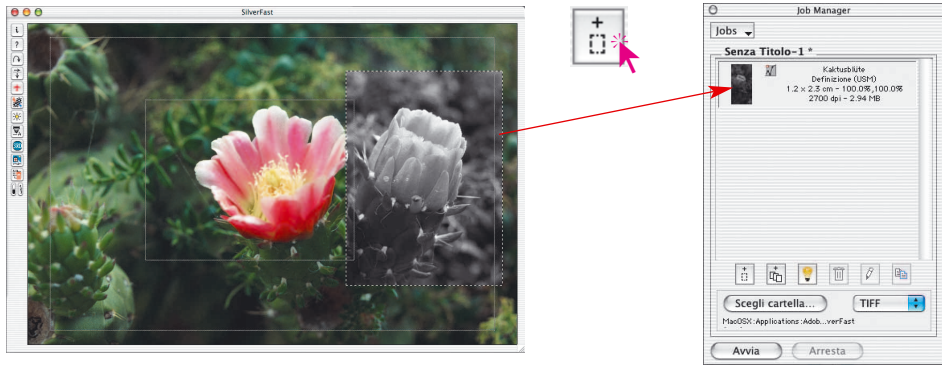 SilverFast
Job Manager
Jobs
Senza Titolo-1 *
Kaktusblüte
Definizione (USM)
1.2 x 2.3 cm - 100.0%,100.0%
2700 dpi - 2.94 MB
Scegli cartella...
TIFF
MacOSX:Applications:Adob...verFast
Avvia
Arresta